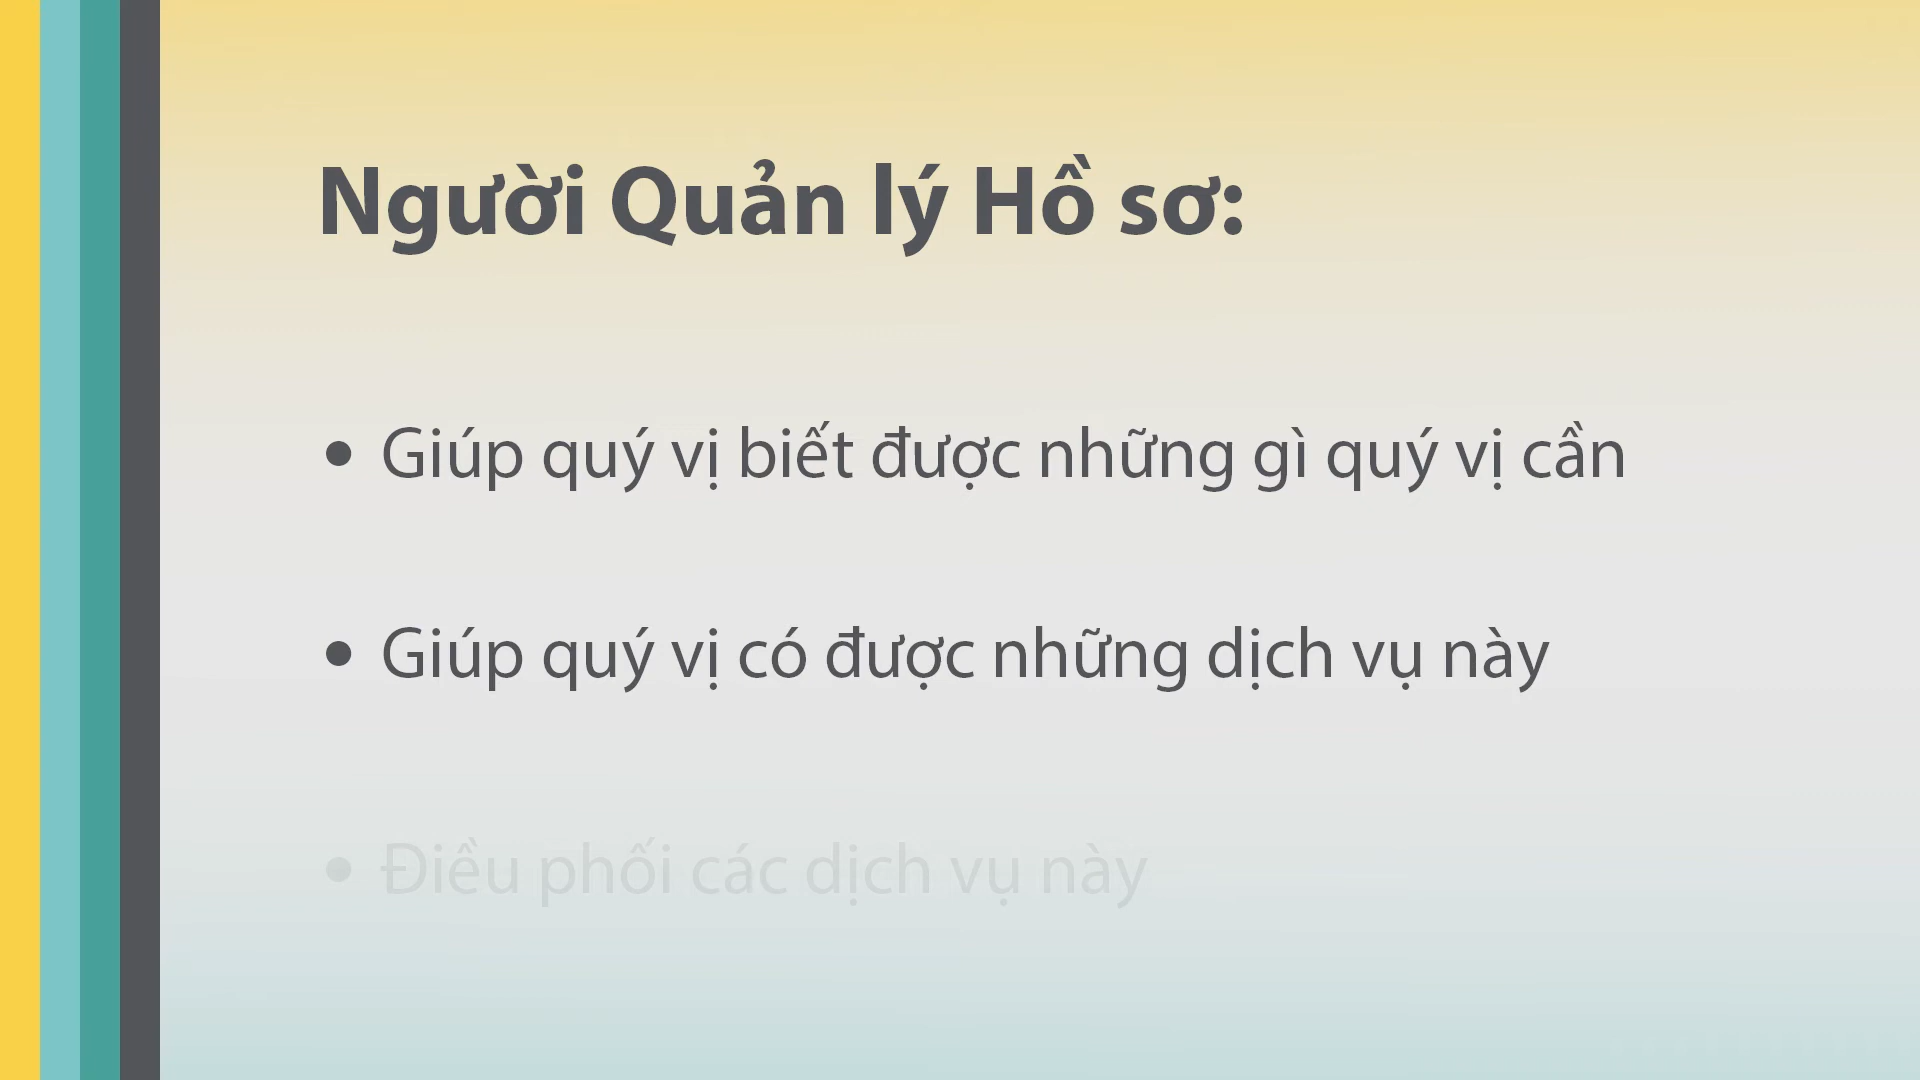 Người Quản lý Hồ sơ:
• Giúp quý vị biết được những gì quý vị cần
• Giúp quý vị có được những dịch vụ này
• Điều phối các dịch vụ này